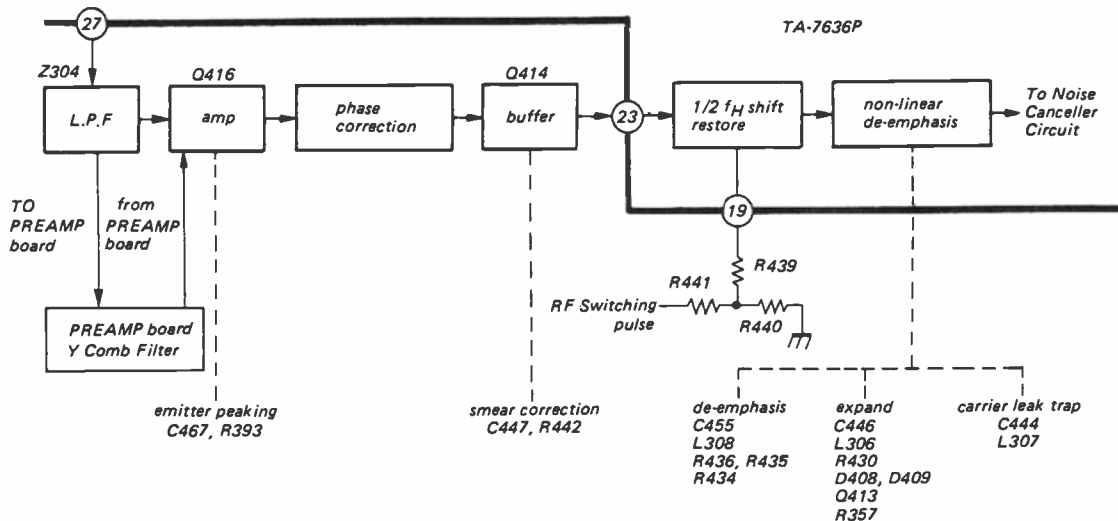 27
TA-7636P
Z304
Q416
Q414
L.P.F
amp
phase
correction
buffer
23
1/2 fH shift
restore
non-linear
de-emphasis
To Noise
Canceller
Circuit
TO
PREAMP
board
from
PREAMP
board
19
R439
R441
RF Switching
pulse
R440
PREAMP board
Y Comb Filter
emitter peaking
C467, R393
smear correction
C447, R442
de-emphasis
C455
L308
R436, R435
R434
expand
C446
L306
R430
D408, D409
Q413
R357
carrier leak trap
C444
L307